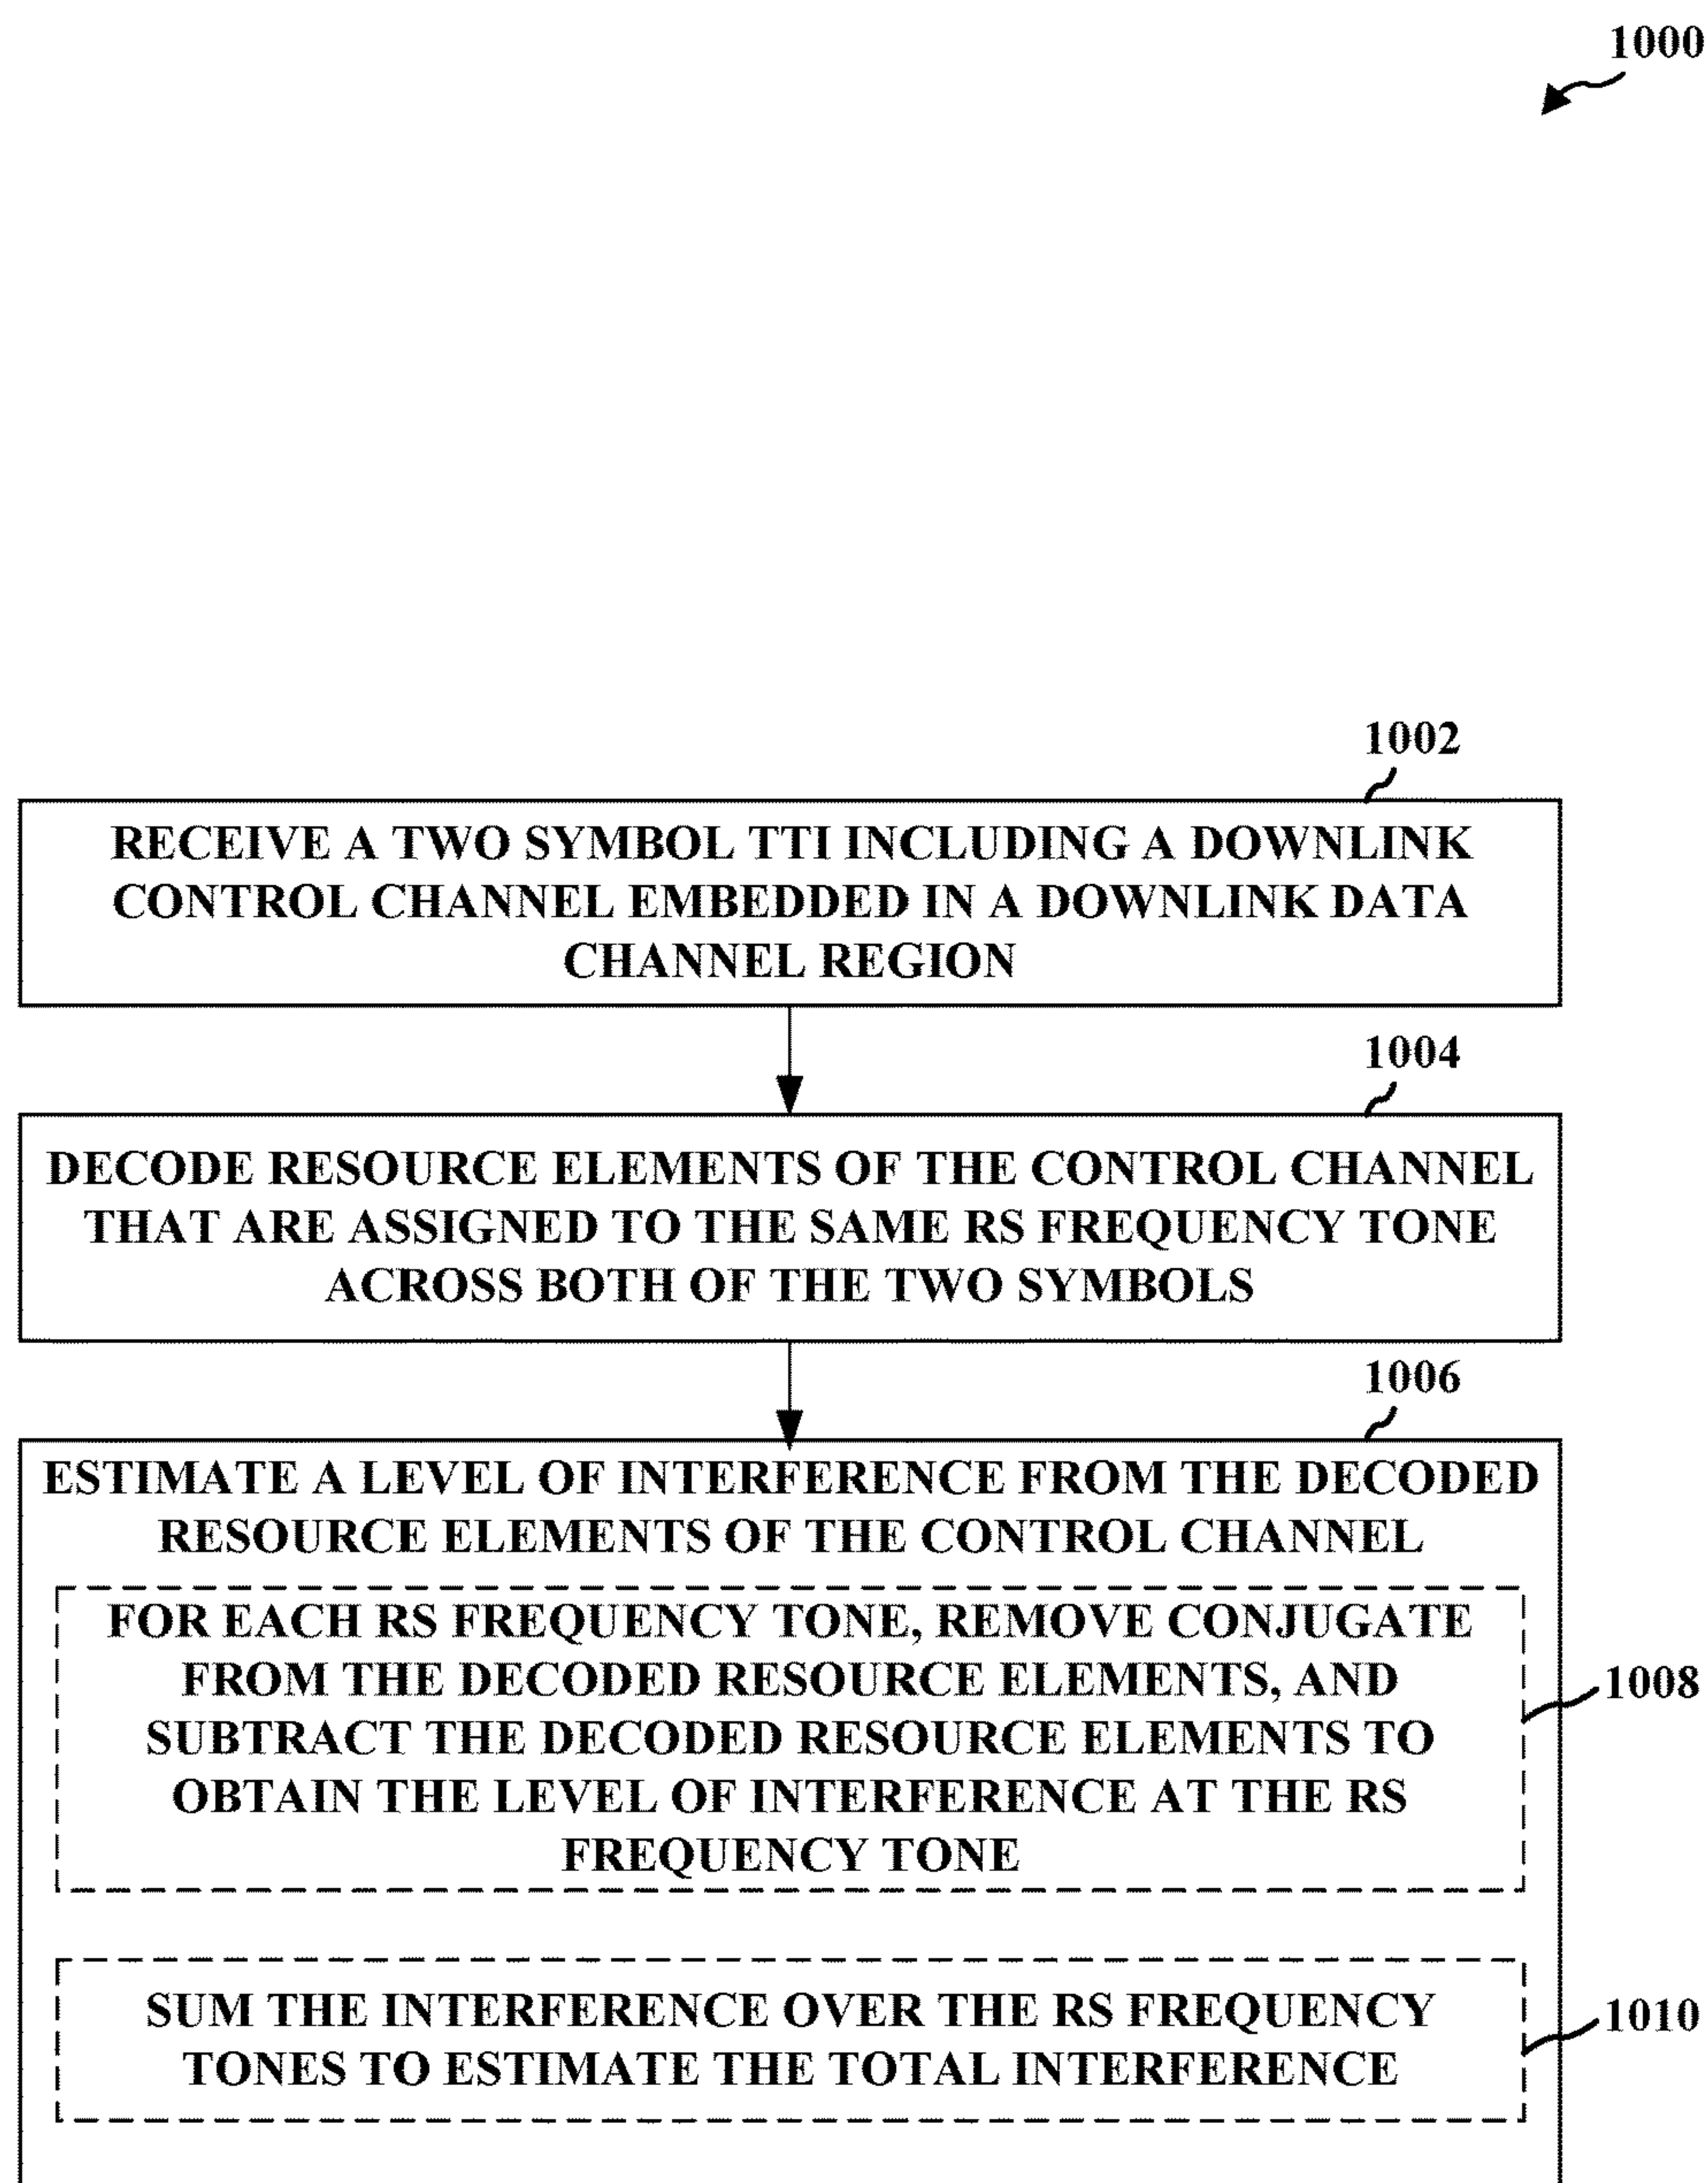 1000
1002
RECEIVE A TWO SYMBOL TTI INCLUDING A DOWNLINK
CONTROL CHANNEL EMBEDDED IN A DOWNLINK DATA
CHANNEL REGION
1004
DECODE RESOURCE ELEMENTS OF THE CONTROL CHANNEL
THAT ARE ASSIGNED TO THE SAME RS FREQUENCY TONE
ACROSS BOTH OF THE TWO SYMBOLS
1006
ESTIMATE A LEVEL OF INTERFERENCE FROM THE DECODED
RESOURCE ELEMENTS OF THE CONTROL CHANNEL
FOR EACH RS FREQUENCY TONE, REMOVE CONJUGATE
FROM THE DECODED RESOURCE ELEMENTS, AND
SUBTRACT THE DECODED RESOURCE ELEMENTS TO
OBTAIN THE LEVEL OF INTERFERENCE AT THE RS
FREQUENCY TONE
1008
SUM THE INTERFERENCE OVER THE RS FREQUENCY
TONES TO ESTIMATE THE TOTAL INTERFERENCE
1010